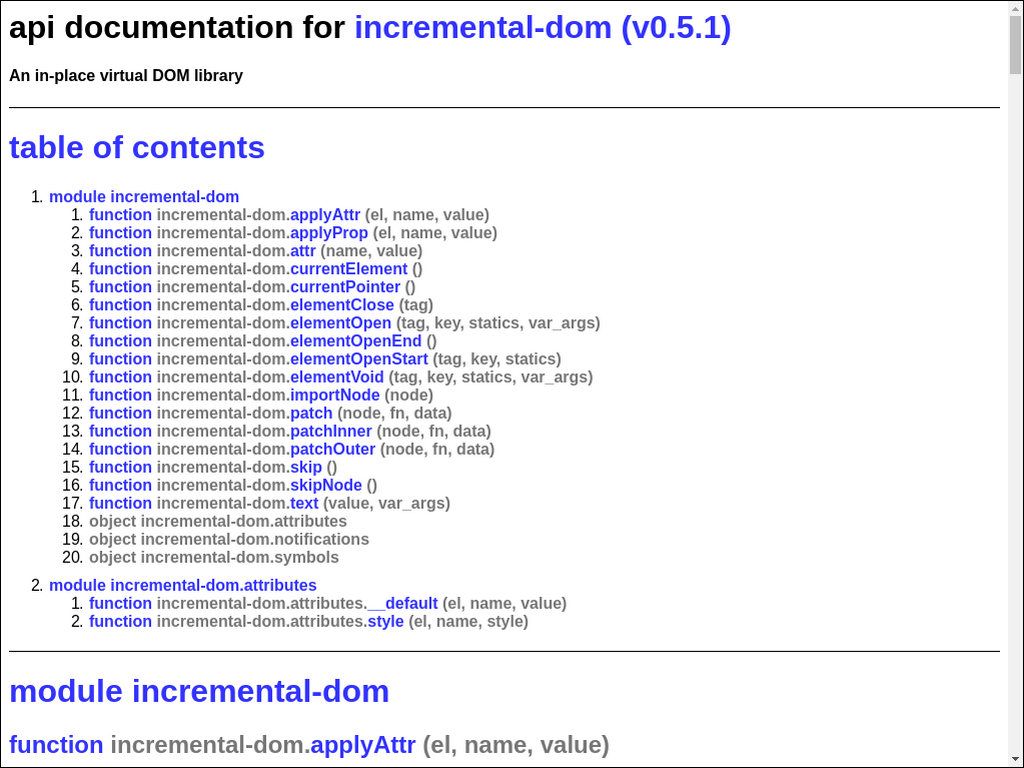 api documentation for incremental-dom (v0.5.1)
An in-place virtual DOM library
table of contents
1. module incremental-dom
1. function incremental-dom.applyAttr (el, name, value)
2. function incremental-dom.applyProp (el, name, value)
3. function incremental-dom.attr (name, value)
4. function incremental-dom.currentElement ()
5. function incremental-dom.currentPointer ()
6. function incremental-dom.elementClose (tag)
7. function incremental-dom.elementOpen (tag, key, statics, var_args)
8. function incremental-dom.elementOpenEnd ()
9. function incremental-dom.elementOpenStart (tag, key, statics)
10. function incremental-dom.elementVoid (tag, key, statics, var_args)
11. function incremental-dom.importNode (node)
12. function incremental-dom.patch (node, fn, data)
13. function incremental-dom.patchInner (node, fn, data)
14. function incremental-dom.patchOuter (node, fn, data)
15. function incremental-dom.skip ()
16. function incremental-dom.skipNode ()
17. function incremental-dom.text (value, var_args)
18. object incremental-dom.attributes
19. object incremental-dom.notifications
20. object incremental-dom.symbols
2. module incremental-dom.attributes
1. function incremental-dom.attributes.__default (el, name, value)
2. function incremental-dom.attributes.style (el, name, style)
module incremental-dom
function incremental-dom.applyAttr (el, name, value)